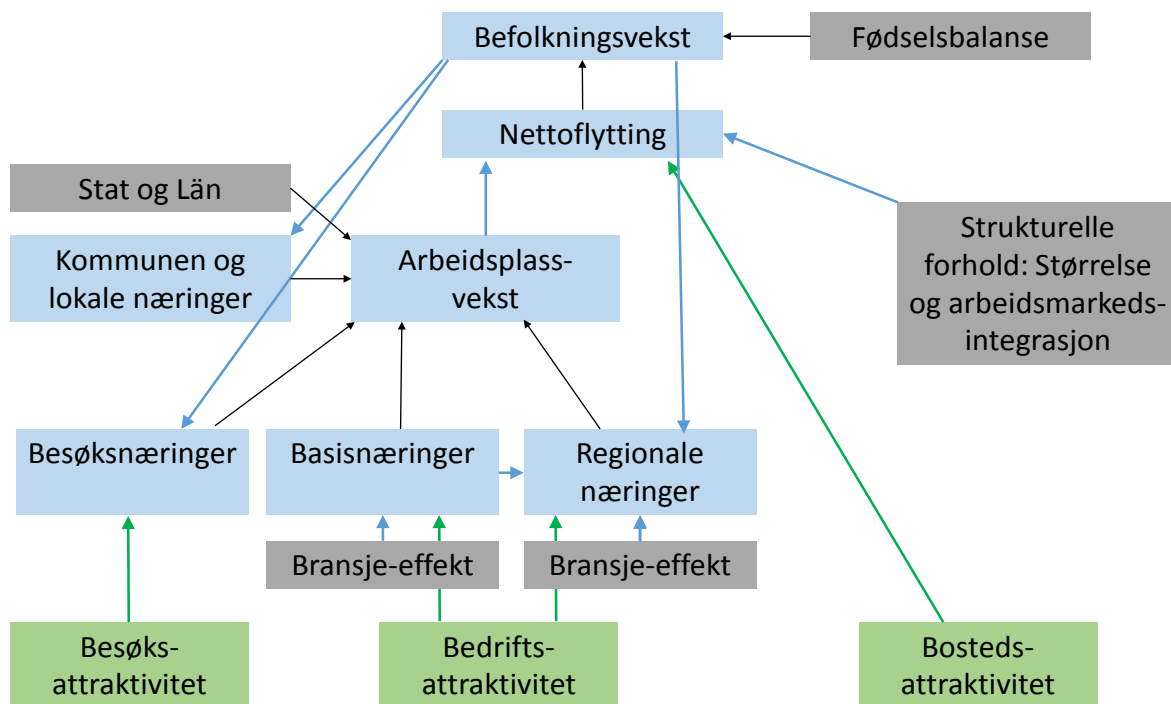 Befolkningsvekst
Fødselsbalanse
Nettoflytting
Stat og Län
Kommunen og
lokale næringer
Arbeidsplass-
vekst
Strukturelle
forhold: Størrelse
og arbeidsmarkeds-
integrasjon
Besøksnæringer
Basisnæringer
Regionale
næringer
Bransje-effekt
Bransje-effekt
Besøks-
attraktivitet
Bedrifts-
attraktivitet
Bosteds-
attraktivitet